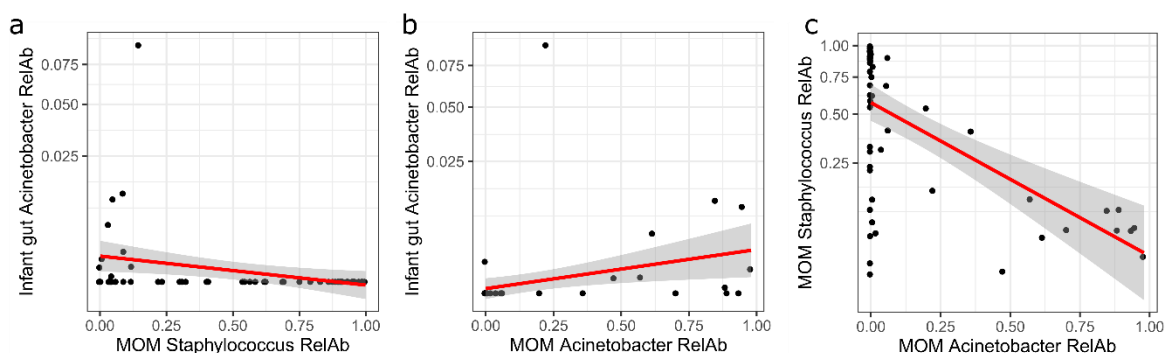 a
Infant gut Acinetobacter RelAb
0.075
0.050
0.025
0.00 0.25 0.50 0.75 1.00
MOM Staphylococcus RelAb
b
Infant gut Acinetobacter RelAb
0.075
0.050
0.025
0.00 0.25 0.50 0.75 1.00
MOM Acinetobacter RelAb
c
MOM Staphylococcus RelAb
1.00
0.75
0.50
0.25
0.00 0.25 0.50 0.75 1.00
MOM Acinetobacter RelAb